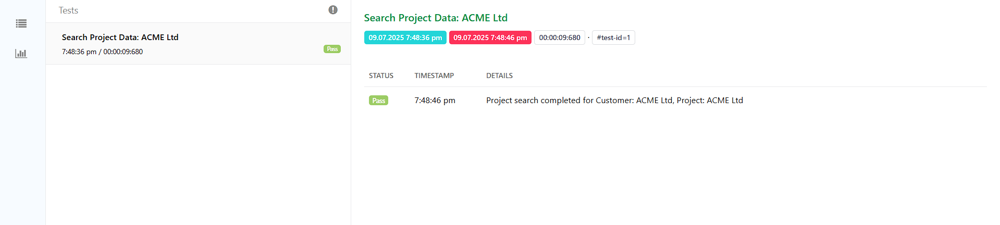 Tests
Search Project Data: ACME Ltd
7:48:36 pm / 00:00:09:680
Pass
Search Project Data: ACME Ltd
09.07.2025 7:48:36 pm 09.07.2025 7:48:46 pm 00:00:09:680 · #test-id=1
STATUS TIMESTAMP DETAILS
Pass 7:48:46 pm Project search completed for Customer: ACME Ltd, Project: ACME Ltd